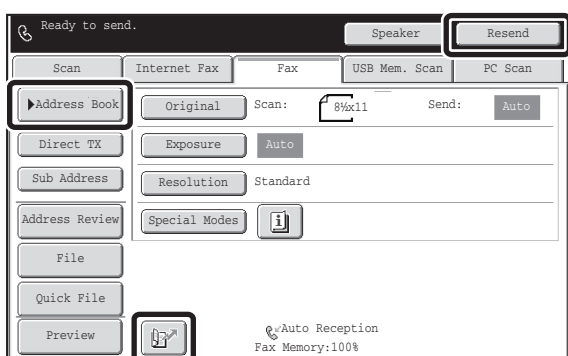 Ready to send.
Speaker
Resend
Scan
Internet Fax
Fax
USB Mem. Scan
PC Scan
Address Book
Original
Scan:
8½x11
Send:
Auto
Direct TX
Exposure
Auto
Sub Address
Resolution
Standard
Address Review
Special Modes
File
Quick File
Preview
Auto Reception
Fax Memory:100%